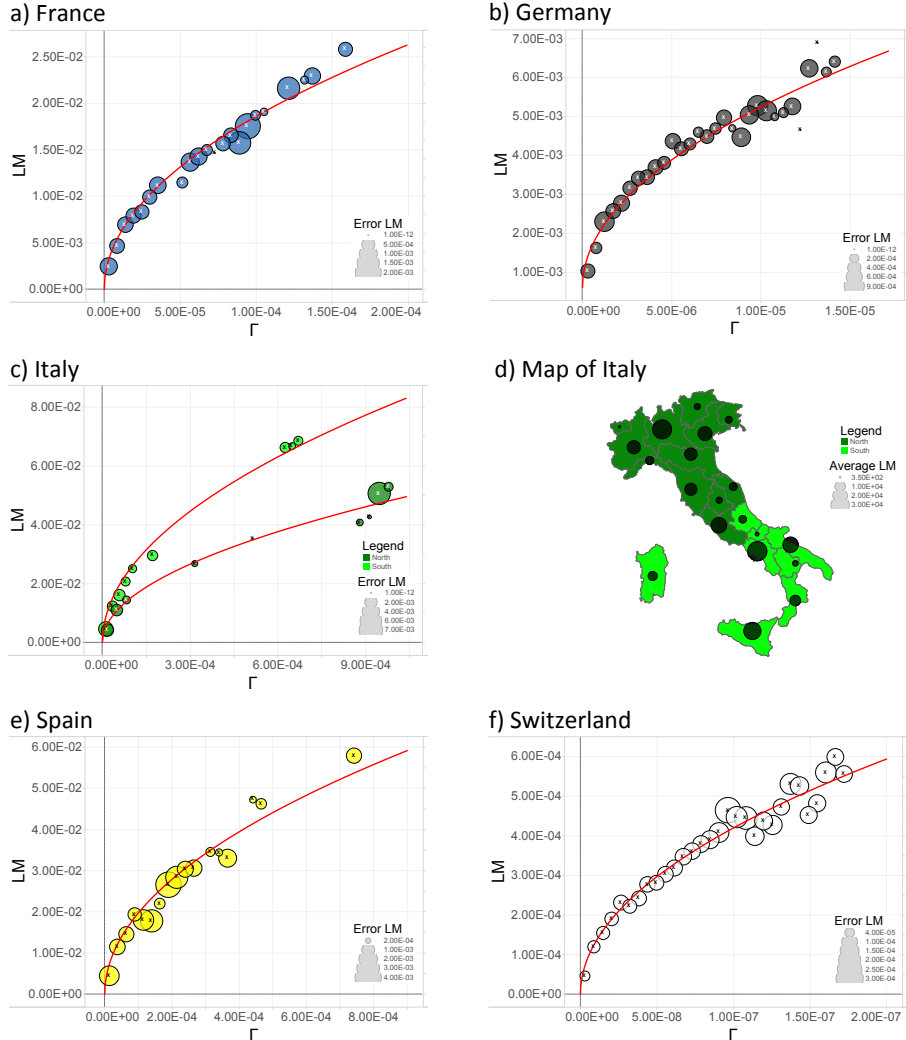 a) France
2.50E-02
2.00E-02
1.50E-02
1.00E-02
5.00E-03
0.00E+00
LM
Error LM
1.00E-12
5.00E-04
1.00E-03
1.50E-03
2.00E-03
0.00E+00 5.00E-05 1.00E-04 1.50E-04 2.00E-04
Γ
b) Germany
7.00E-03
6.00E-03
5.00E-03
4.00E-03
3.00E-03
2.00E-03
1.00E-03
LM
Error LM
1.00E-12
2.00E-04
4.00E-04
6.00E-04
9.00E-04
0.00E+00 5.00E-06 1.00E-05 1.50E-05
Γ
c) Italy
8.00E-02
6.00E-02
4.00E-02
2.00E-02
0.00E+00
LM
Legend
North
South
Error LM
1.00E-12
2.00E-03
4.00E-03
6.00E-03
7.00E-03
0.00E+00 3.00E-04 6.00E-04 9.00E-04
Γ
d) Map of Italy
Legend
North
South
Average LM
3.50E+02
1.00E+04
2.00E+04
3.00E+04
e) Spain
6.00E-02
5.00E-02
4.00E-02
3.00E-02
2.00E-02
1.00E-02
0.00E+00
LM
Error LM
2.00E-04
1.00E-03
2.00E-03
3.00E-03
4.00E-03
0.00E+00 2.00E-04 4.00E-04 6.00E-04 8.00E-04
Γ
f) Switzerland
6.00E-04
5.00E-04
4.00E-04
3.00E-04
2.00E-04
1.00E-04
0.00E+00
LM
Error LM
4.00E-05
1.00E-04
1.50E-04
2.00E-04
2.50E-04
3.00E-04
0.00E+00 5.00E-08 1.00E-07 1.50E-07 2.00E-07
Γ